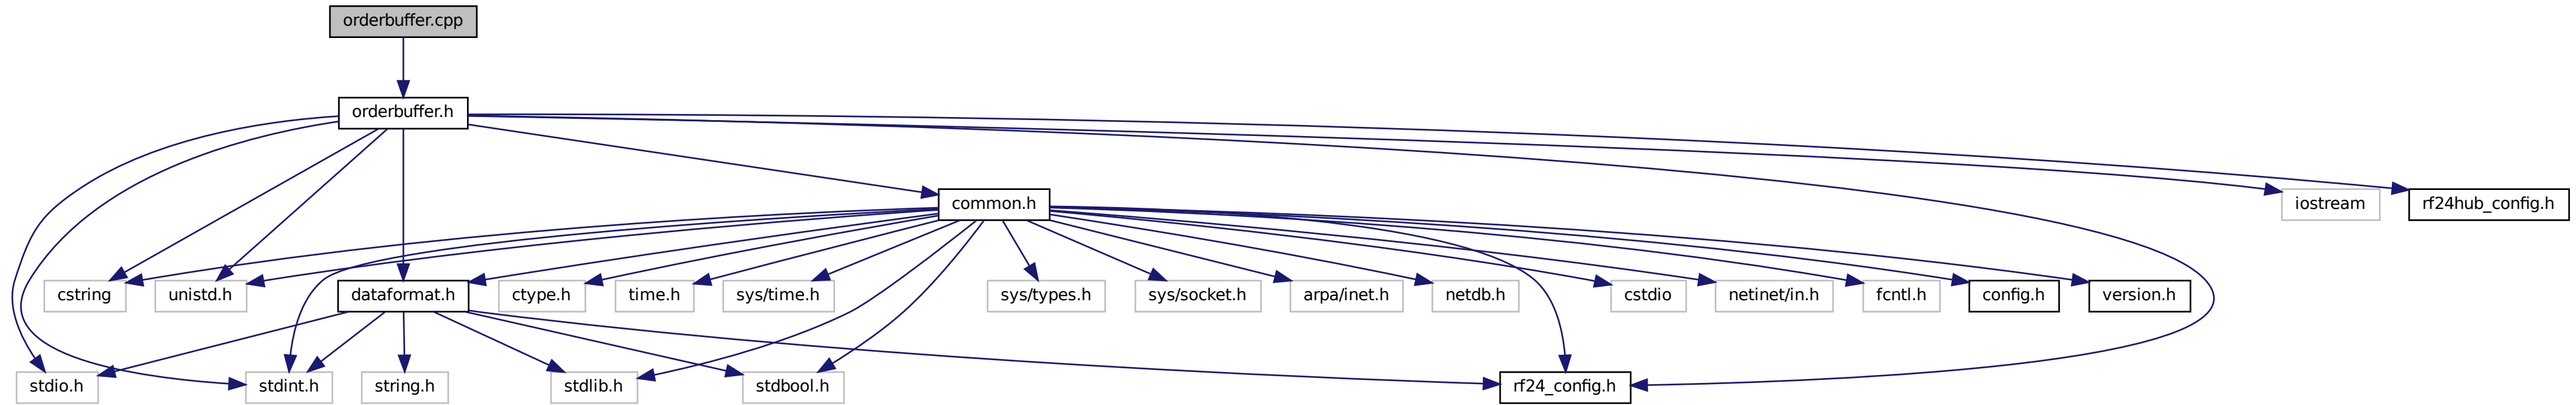 orderbuffer.cpp
orderbuffer.h
common.h
iostream
rf24hub_config.h
cstring
unistd.h
dataformat.h
ctype.h
time.h
sys/time.h
sys/types.h
sys/socket.h
arpa/inet.h
netdb.h
cstdio
netinet/in.h
fcntl.h
config.h
version.h
stdio.h
stdint.h
string.h
stdlib.h
stdbool.h
rf24_config.h